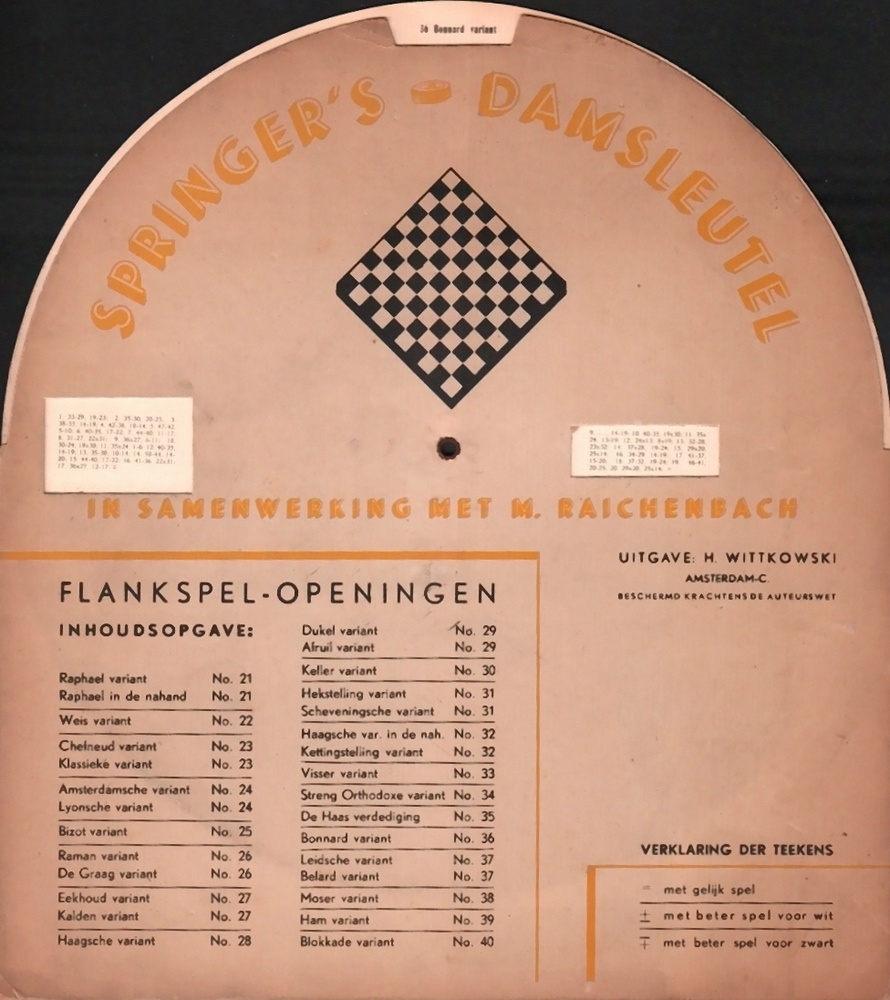 Bonnard variant
SPRINGER'S DAMSLEUTEL
IN SAMENWERKING MET M. RAICHENBACH
UITGAVE: H. WITTKOWSKI
AMSTERDAM-C.
BESCHERMD KRACHTENS DE AUTEURSWET
FLANKSPEL-OPENINGEN
INHOUDSOPGAVE:
Raphael variant No. 21
Raphael in de nahand No. 21
Weis variant No. 22
Chefneud variant No. 23
Klassieke variant No. 23
Amsterdamsche variant No. 24
Lyonsche variant No. 24
Bizot variant No. 25
Raman variant No. 26
De Graag variant No. 26
Eekhoud variant No. 27
Kalden variant No. 27
Haagsche variant No. 28
Dukel variant No. 29
Afruil variant No. 29
Keller variant No. 30
Hekstelling variant No. 31
Scheveningsche variant No. 31
Haagsche var. in de nah. No. 32
Kettingstelling variant No. 32
Visser variant No. 33
Streng Orthodoxe variant No. 34
De Haas verdediging No. 35
Bonnard variant No. 36
Leidsche variant No. 37
Belard variant No. 37
Moser variant No. 38
Ham variant No. 39
Blokkade variant No. 40
VERKLARING DER TEEKENS
= met gelijk spel
± met beter spel voor wit
∓ met beter spel voor zwart